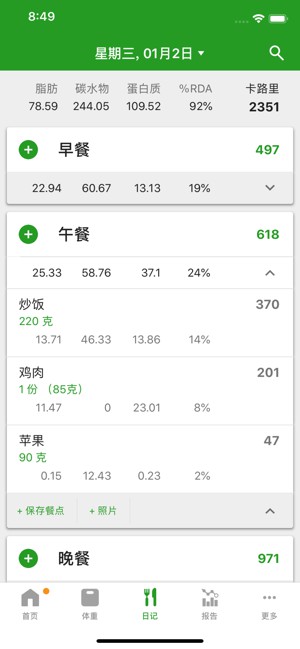 8:49
星期三, 01月2日
脂肪 碳水物 蛋白质 %RDA 卡路里
78.59 244.05 109.52 92% 2351
早餐 497
22.94 60.67 13.13 19%
午餐 618
25.33 58.76 37.1 24%
炒饭 370
220 克
13.71 46.33 13.86 14%
鸡肉 201
1 份 （85克）
11.47 0 23.01 8%
苹果 47
90 克
0.15 12.43 0.23 2%
+ 保存餐点 + 照片
晚餐 971
首页 体重 日记 报告 更多